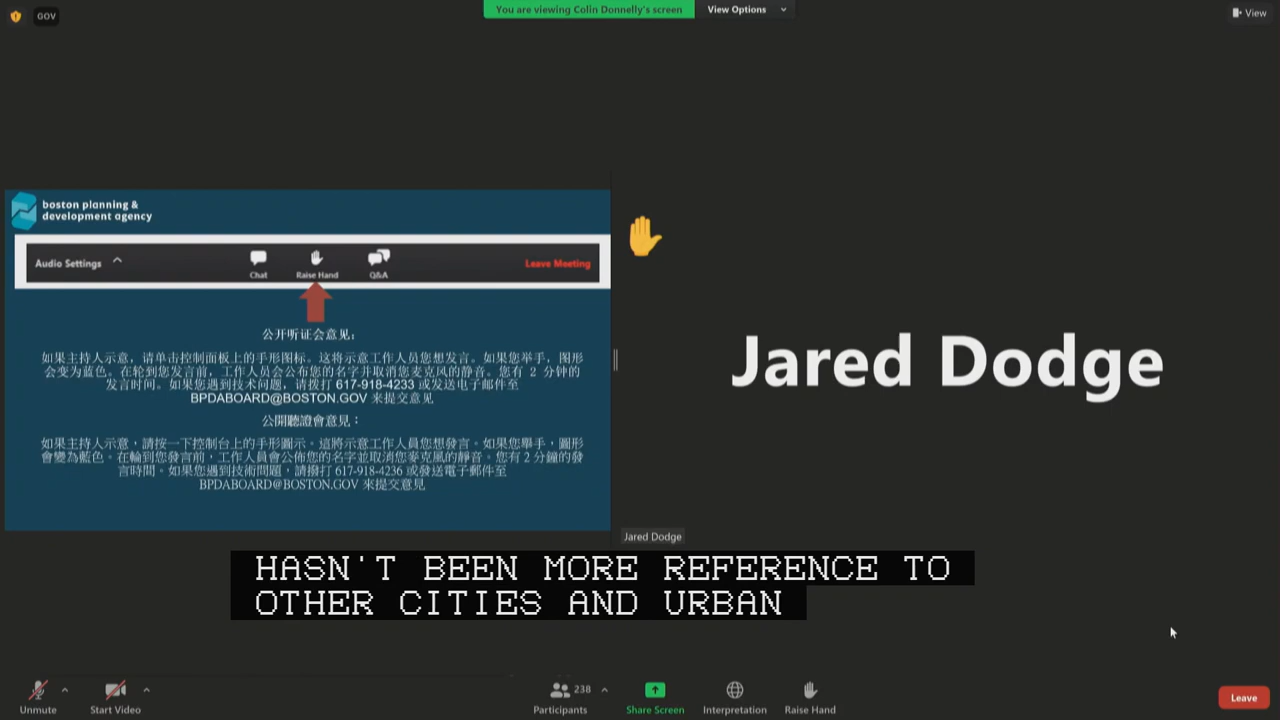 GOV
You are viewing Colin Donnelly's screen
View Options
View
boston planning &
development agency
Audio Settings
Chat
Raise Hand
Q&A
Leave Meeting
公开听证会意见：
如果主持人示意，请单击控制面板上的手形图标。这将示意工作人员您想发言。如果您举手，图形
会变为蓝色。在轮到您发言前，工作人员会公布您的名字并取消您麦克风的静音。您有 2 分钟的
发言时间。如果您遇到技术问题，请拨打 617-918-4233 或发送电子邮件至
BPDABOARD@BOSTON.GOV 来提交意见
公開聽證會意見：
如果主持人示意，請按一下控制台上的手形圖示。這將示意工作人員您想發言。如果您舉手，圖形
會變為藍色。在輪到您發言前，工作人員會公佈您的名字並取消您麥克風的靜音。您有 2 分鐘的發
言時間。如果您遇到技術問題，請撥打 617-918-4236 或發送電子郵件至
BPDABOARD@BOSTON.GOV 來提交意見
Jared Dodge
Jared Dodge
HASN'T BEEN MORE REFERENCE TO
OTHER CITIES AND URBAN
Unmute
Start Video
238
Participants
Share Screen
Interpretation
Raise Hand
Leave